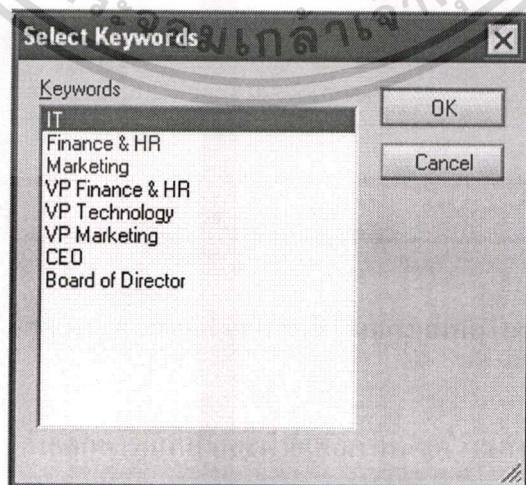 Select Keywords
Keywords
IT
Finance & HR
Marketing
VP Finance & HR
VP Technology
VP Marketing
CEO
Board of Director
OK
Cancel